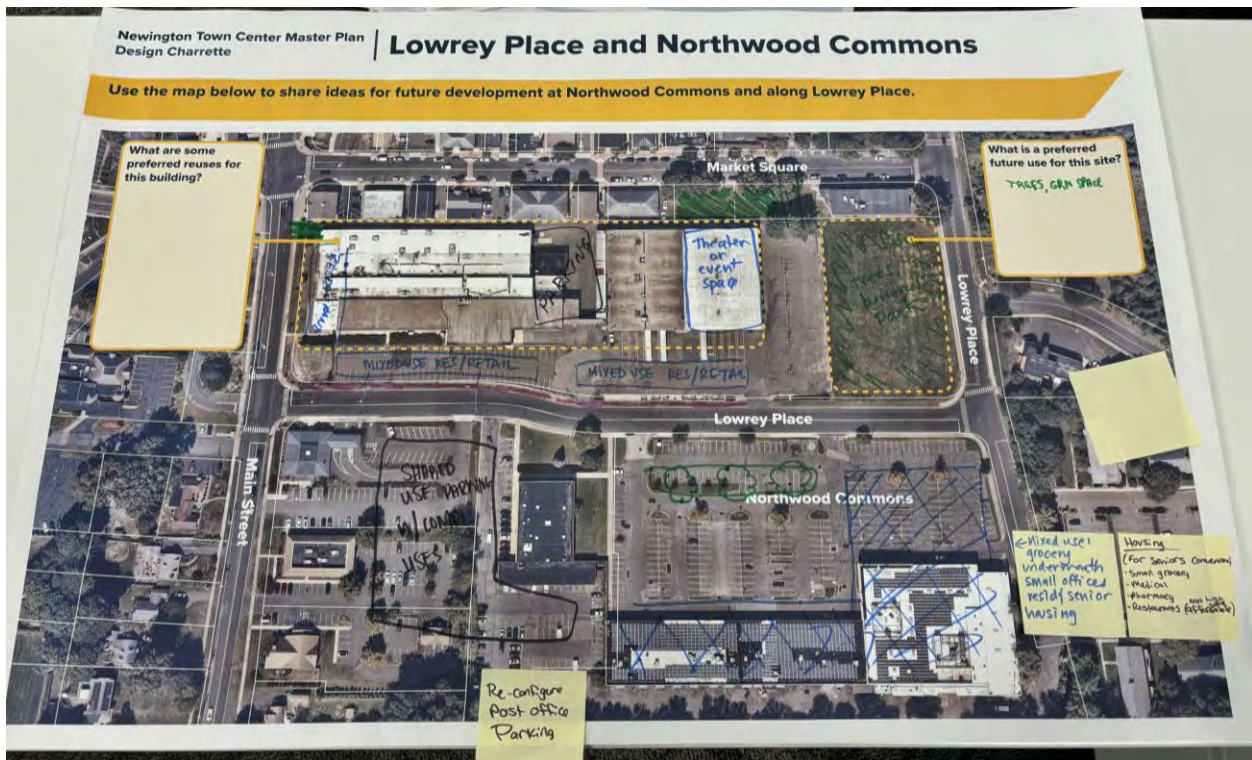 Newington Town Center Master Plan
Design Charrette
Lowrey Place and Northwood Commons
Use the map below to share ideas for future development at Northwood Commons and along Lowrey Place.
What are some
preferred reuses for
this building?
Market Square
What is a preferred
future use for this site?
TREES, GRN SPACE
PARKING
Theater
or
event
space
Lowrey Place
MIXED USE RES/RETAIL
MIXED USE RES/RETAIL
Lowrey Place
Main Street
SHARED
USE PARKING
w/COMM
USES
Northwood Commons
←Mixed use:
grocery
underneath
small offices
resid/senior
housing
Housing
(for seniors
-Small grocery
-Medical
-Pharmacy
-Restaurants (affordable)
Re-configure
Post office
Parking